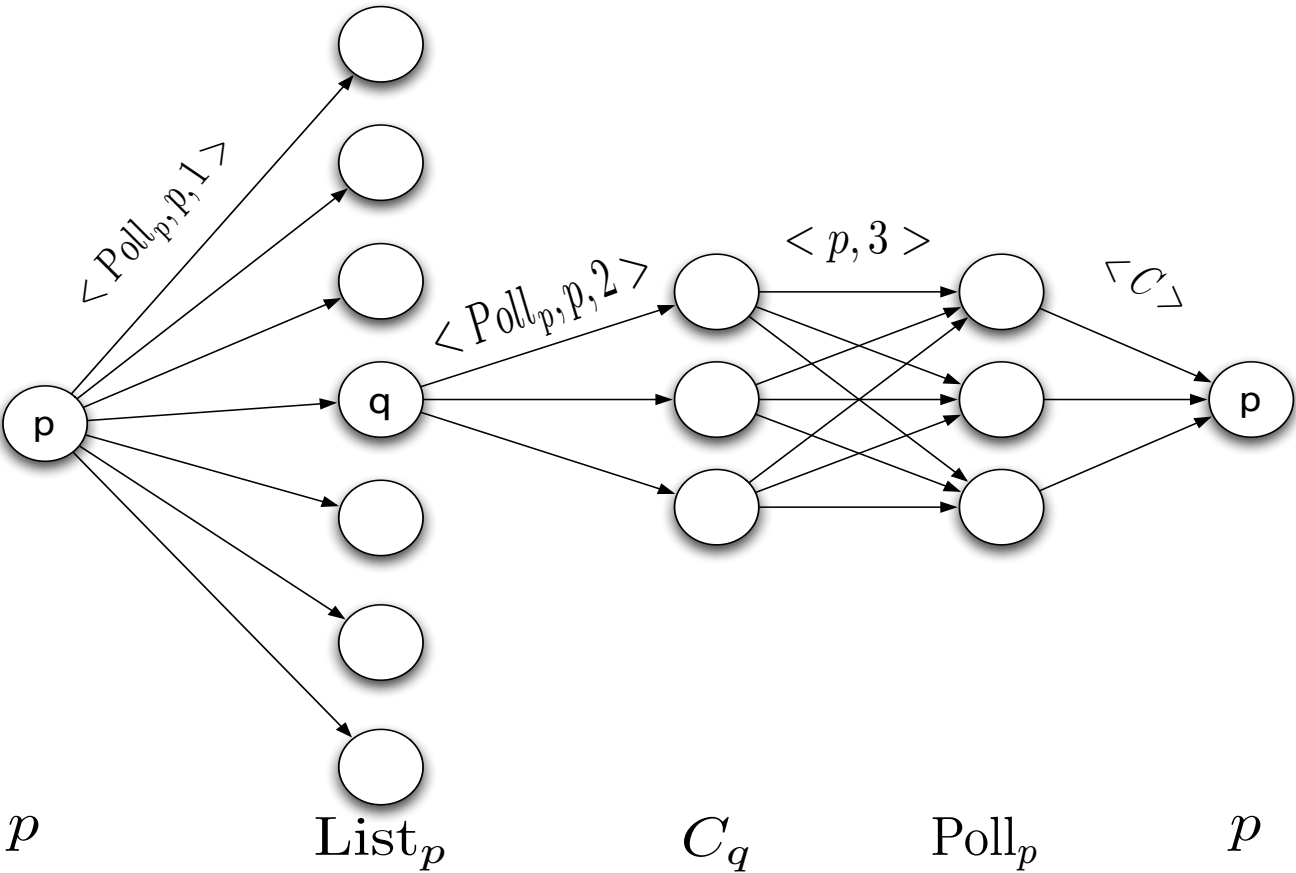 < Poll_p, p, 1 >
< Poll_p, p, 2 >
< p, 3 >
< C >
p
q
p
p
List_p
C_q
Poll_p
p